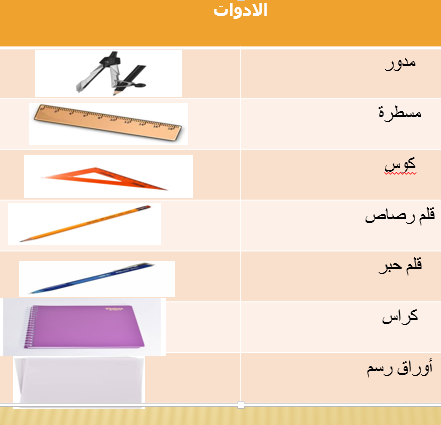 الادوات
مدور
مسطرة
كوس
قلم رصاص
قلم حبر
كراس
أوراق رسم